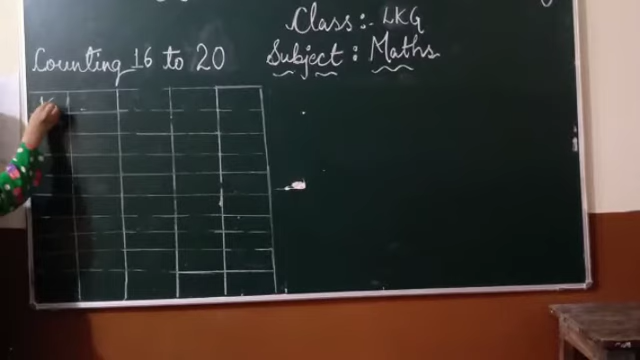 Class :- LKG
Subject : Maths
Counting 16 to 20